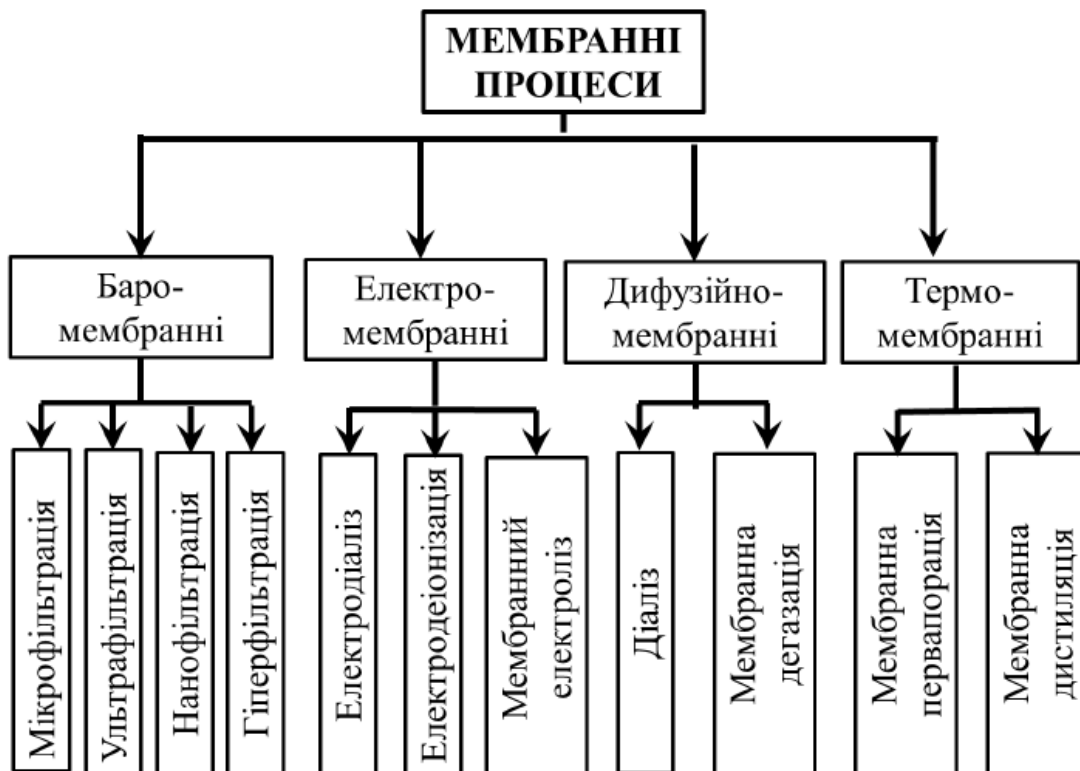 МЕМБРАННІ
ПРОЦЕСИ
Баро-
мембранні
Електро-
мембранні
Дифузійно-
мембранні
Термо-
мембранні
Мікрофільтрація
Ультрафільтрація
Нанофільтрація
Гіперфільтрація
Електродіаліз
Електродеіонізація
Мембранний
електроліз
Діаліз
Мембранна
дегазація
Мембранна
первапорація
Мембранна
дистиляція